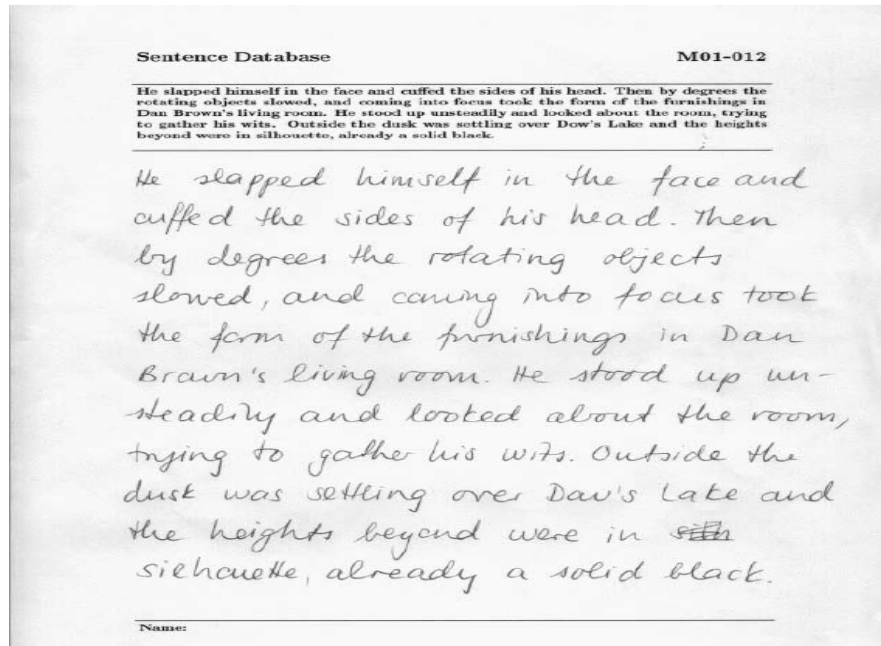 Sentence Database M01-012
He slapped himself in the face and cuffed the sides of his head. Then by degrees the
rotating objects slowed, and coming into focus took the form of the furnishings in
Dan Brown's living room. He stood up unsteadily and looked about the room, trying
to gather his wits. Outside the dusk was settling over Dow's Lake and the heights
beyond were in silhouette, already a solid black.
He slapped himself in the face and
cuffed the sides of his head. Then
by degrees the rotating objects
slowed, and coming into focus took
the form of the furnishings in Dan
Brown's living room. He stood up un-
steadily and looked about the room,
trying to gather his wits. Outside the
dusk was settling over Dow's Lake and
the heights beyond were in
silhouette, already a solid black.
Name: